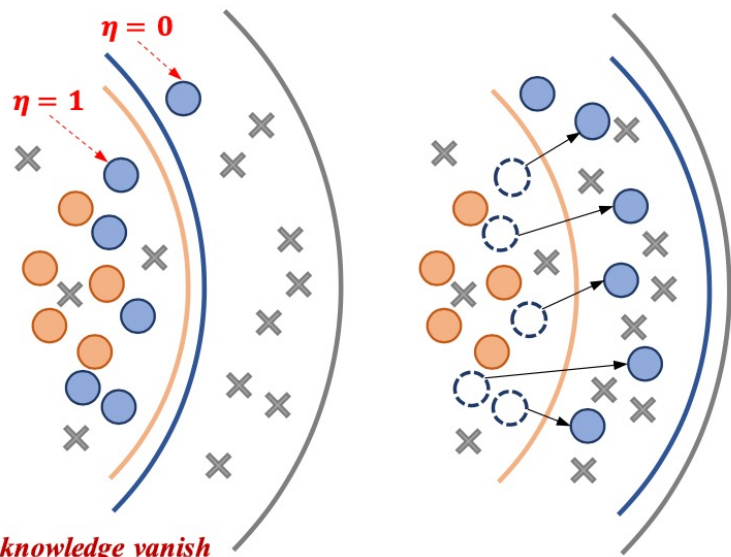 η = 0
η = 1
knowledge vanish